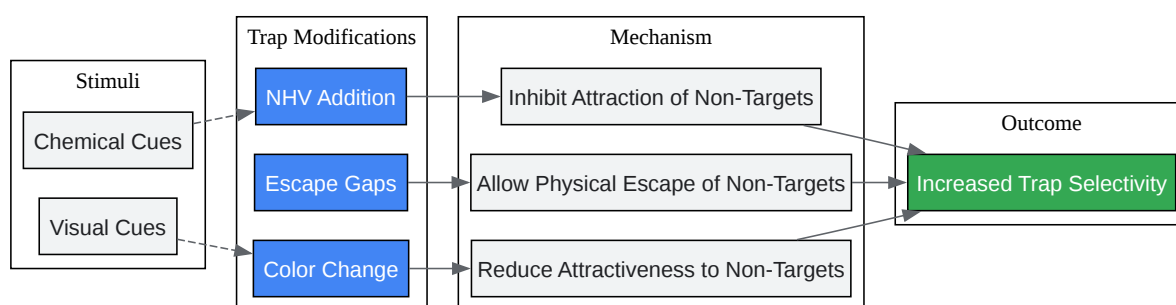 Stimuli
Chemical Cues
Visual Cues
Trap Modifications
NHV Addition
Escape Gaps
Color Change
Mechanism
Inhibit Attraction of Non-Targets
Allow Physical Escape of Non-Targets
Reduce Attractiveness to Non-Targets
Outcome
Increased Trap Selectivity